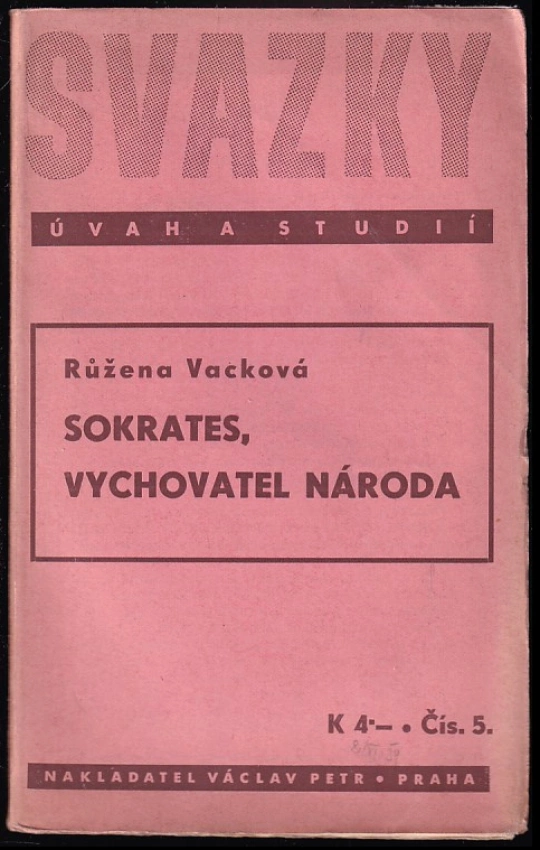 SVAZKY
ÚVAH A STUDIÍ
Růžena Vacková
SOKRATES,
VYCHOVATEL NÁRODA
K 4·— • Čís. 5.
NAKLADATEL VÁCLAV PETR • PRAHA